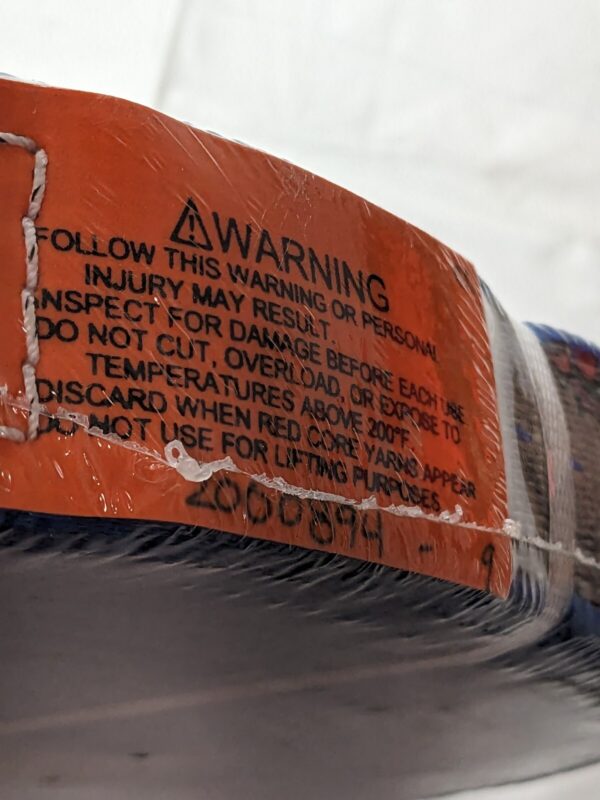 ⚠WARNING
FOLLOW THIS WARNING OR PERSONAL
INJURY MAY RESULT.
INSPECT FOR DAMAGE BEFORE EACH USE
DO NOT CUT, OVERLOAD, OR EXPOSE TO
TEMPERATURES ABOVE 200°F
DISCARD WHEN RED CORE YARNS APPEAR
DO NOT USE FOR LIFTING PURPOSES
2060894 - 9